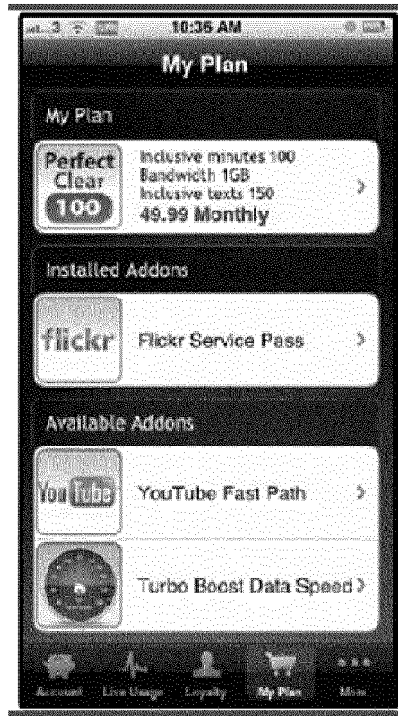 3 10:36 AM
My Plan
My Plan
Perfect
Clear
100
Inclusive minutes 100
Bandwidth 1GB
Inclusive texts 150
49.99 Monthly
Installed Addons
flickr
Flickr Service Pass
Available Addons
You Tube
YouTube Fast Path
Turbo Boost Data Speed
Account Live Usage Loyalty My Plan More